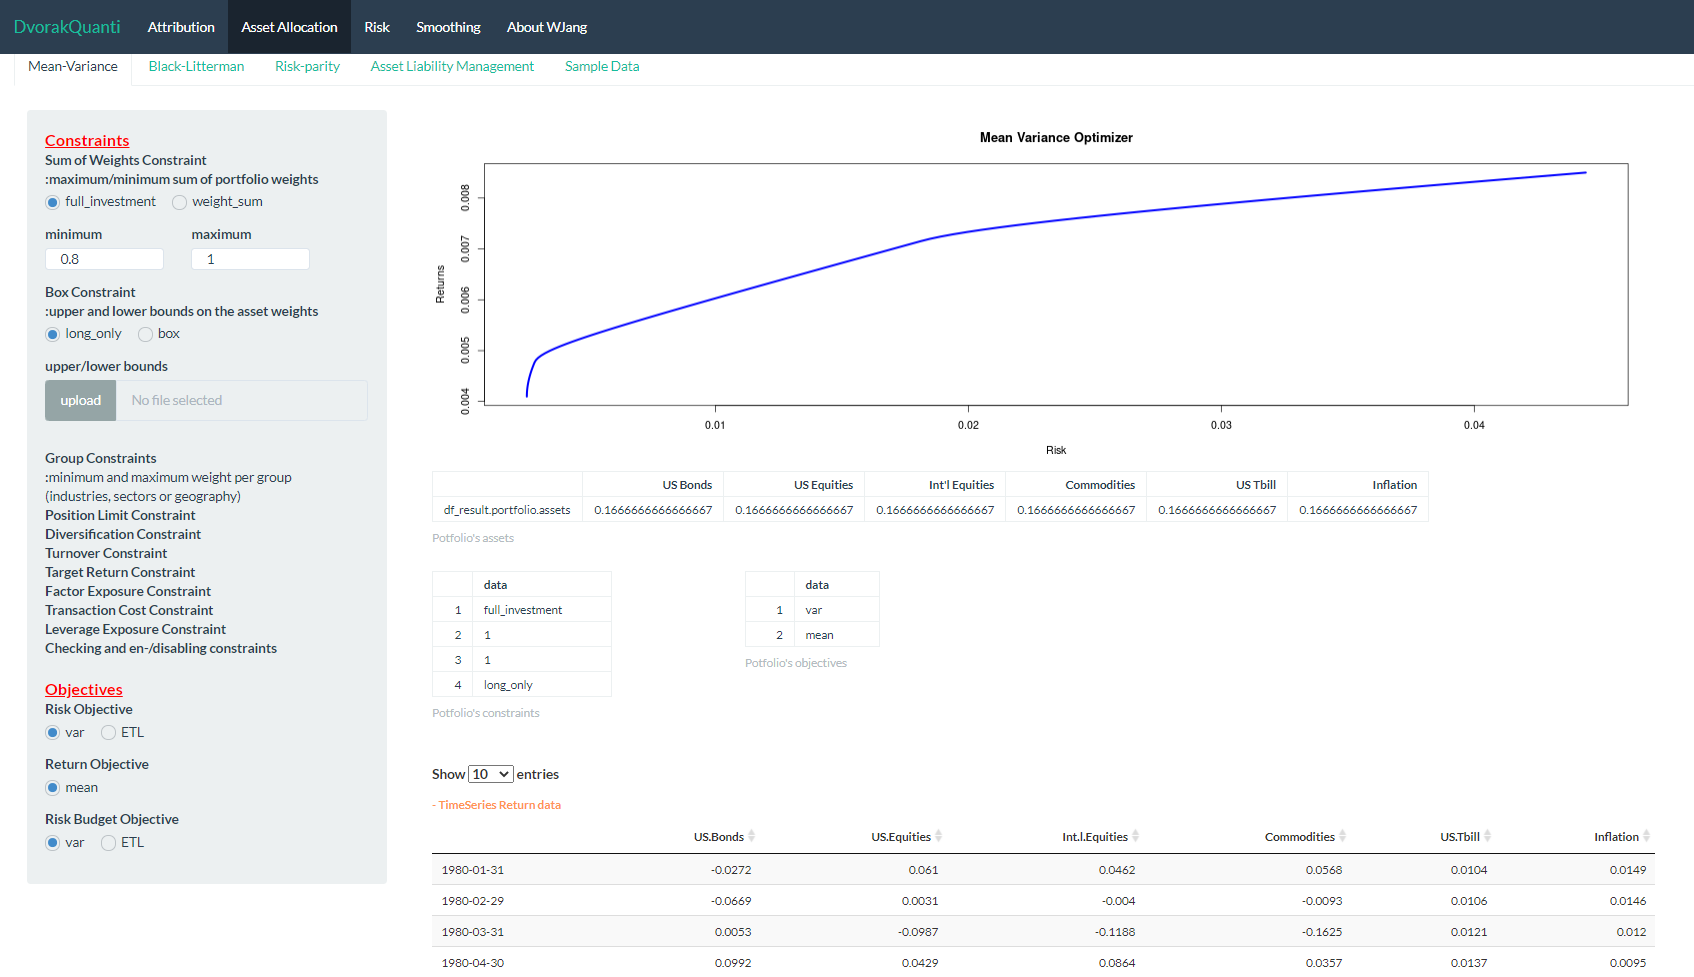 DvorakQuanti Attribution Asset Allocation Risk Smoothing About WJang
Mean-Variance Black-Litterman Risk-parity Asset Liability Management Sample Data
Constraints
Sum of Weights Constraint
:maximum/minimum sum of portfolio weights
full_investment weight_sum
minimum maximum
0.8 1
Box Constraint
:upper and lower bounds on the asset weights
long_only box
upper/lower bounds
upload No file selected
Group Constraints
:minimum and maximum weight per group
(industries, sectors or geography)
Position Limit Constraint
Diversification Constraint
Turnover Constraint
Target Return Constraint
Factor Exposure Constraint
Transaction Cost Constraint
Leverage Exposure Constraint
Checking and en-/disabling constraints
Objectives
Risk Objective
var ETL
Return Objective
mean
Risk Budget Objective
var ETL
Mean Variance Optimizer
Returns
0.008
0.007
0.006
0.005
0.004
0.01 0.02 0.03 0.04
Risk
US Bonds US Equities Int'l Equities Commodities US Tbill Inflation
df_result.portfolio.assets 0.1666666666666667 0.1666666666666667 0.1666666666666667 0.1666666666666667 0.1666666666666667 0.1666666666666667
Potfolio's assets
data
1 full_investment
2 1
3 1
4 long_only
Potfolio's constraints
data
1 var
2 mean
Potfolio's objectives
Show 10 entries
- TimeSeries Return data
US.Bonds US.Equities Int.l.Equities Commodities US.Tbill Inflation
1980-01-31 -0.0272 0.061 0.0462 0.0568 0.0104 0.0149
1980-02-29 -0.0669 0.0031 -0.004 -0.0093 0.0106 0.0146
1980-03-31 0.0053 -0.0987 -0.1188 -0.1625 0.0121 0.012
1980-04-30 0.0992 0.0429 0.0864 0.0357 0.0137 0.0095